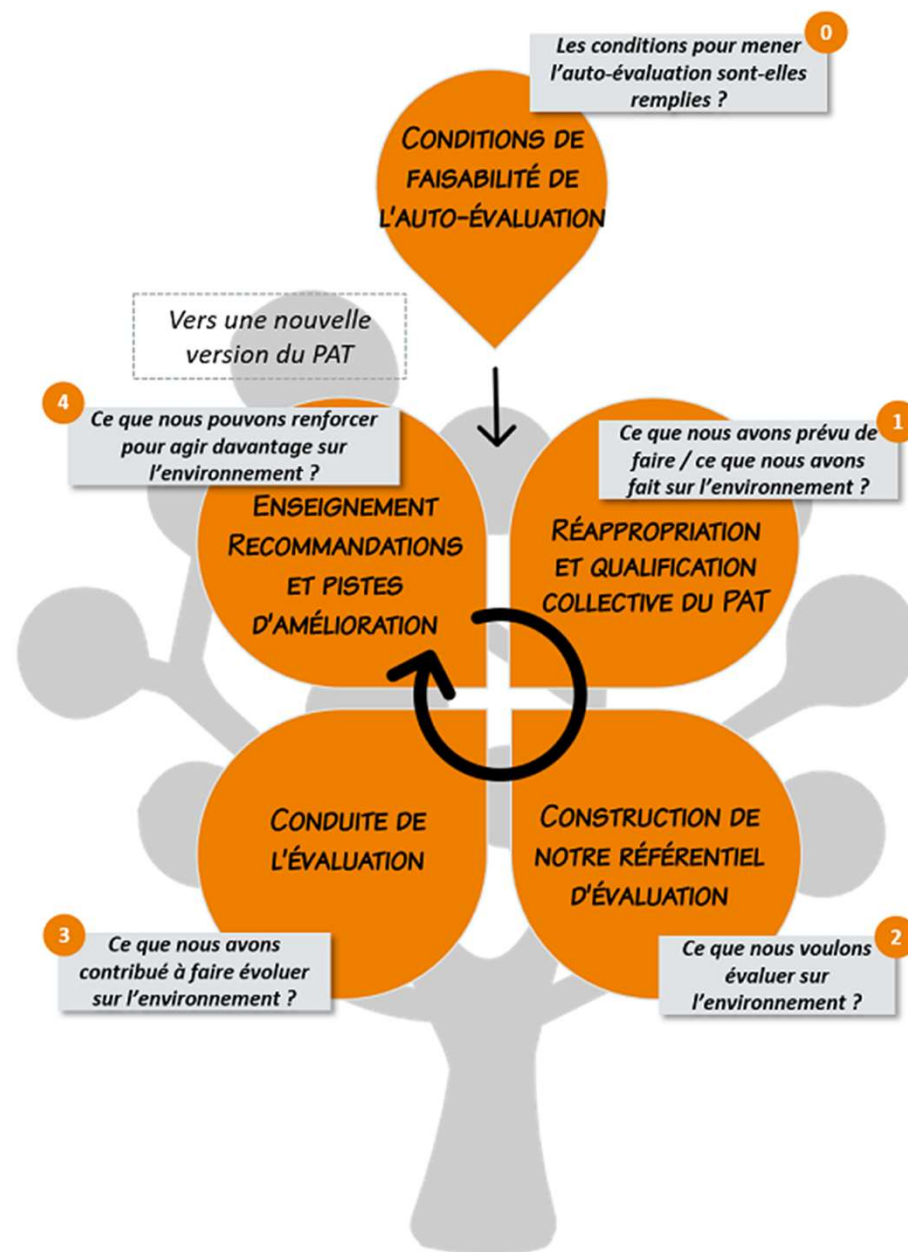 0
Les conditions pour mener
l'auto-évaluation sont-elles
remplies ?
CONDITIONS DE
FAISABILITÉ DE
L'AUTO-ÉVALUATION
Vers une nouvelle
version du PAT
4
Ce que nous pouvons renforcer
pour agir davantage sur
l'environnement ?
ENSEIGNEMENT
RECOMMANDATIONS
ET PISTES
D'AMÉLIORATION
1
Ce que nous avons prévu de
faire / ce que nous avons
fait sur l'environnement ?
RÉAPPROPRIATION
ET QUALIFICATION
COLLECTIVE DU PAT
CONDUITE DE
L'ÉVALUATION
3
Ce que nous avons
contribué à faire évoluer
sur l'environnement ?
CONSTRUCTION DE
NOTRE RÉFÉRENTIEL
D'ÉVALUATION
2
Ce que nous voulons
évaluer sur
l'environnement ?